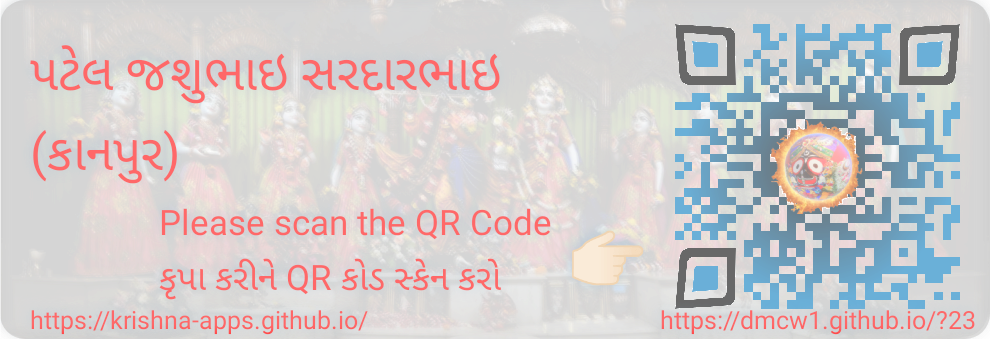 પટેલ જશુભાઇ સરદારભાઇ
(કાનપુર)
Please scan the QR Code
કૃપા કરીને QR કોડ સ્કેન કરો
https://krishna-apps.github.io/
https://dmcw1.github.io/?23